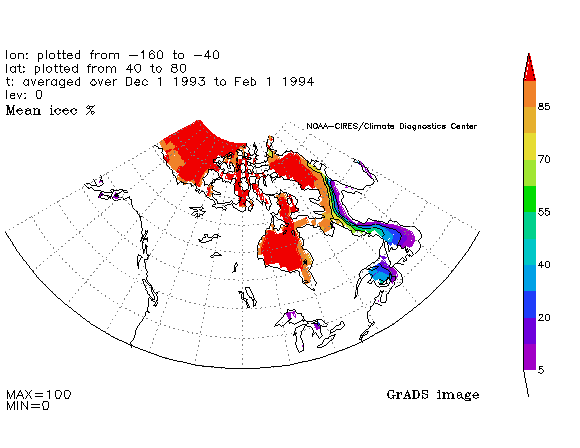 lon: plotted from −160 to −40
lat: plotted from 40 to 80
t: averaged over Dec 1 1993 to Feb 1 1994
lev: 0
Mean icec %
NOAA−CIRES/Climate Diagnostics Center
85
70
55
40
20
5
MAX=100
MIN=0
GrADS image